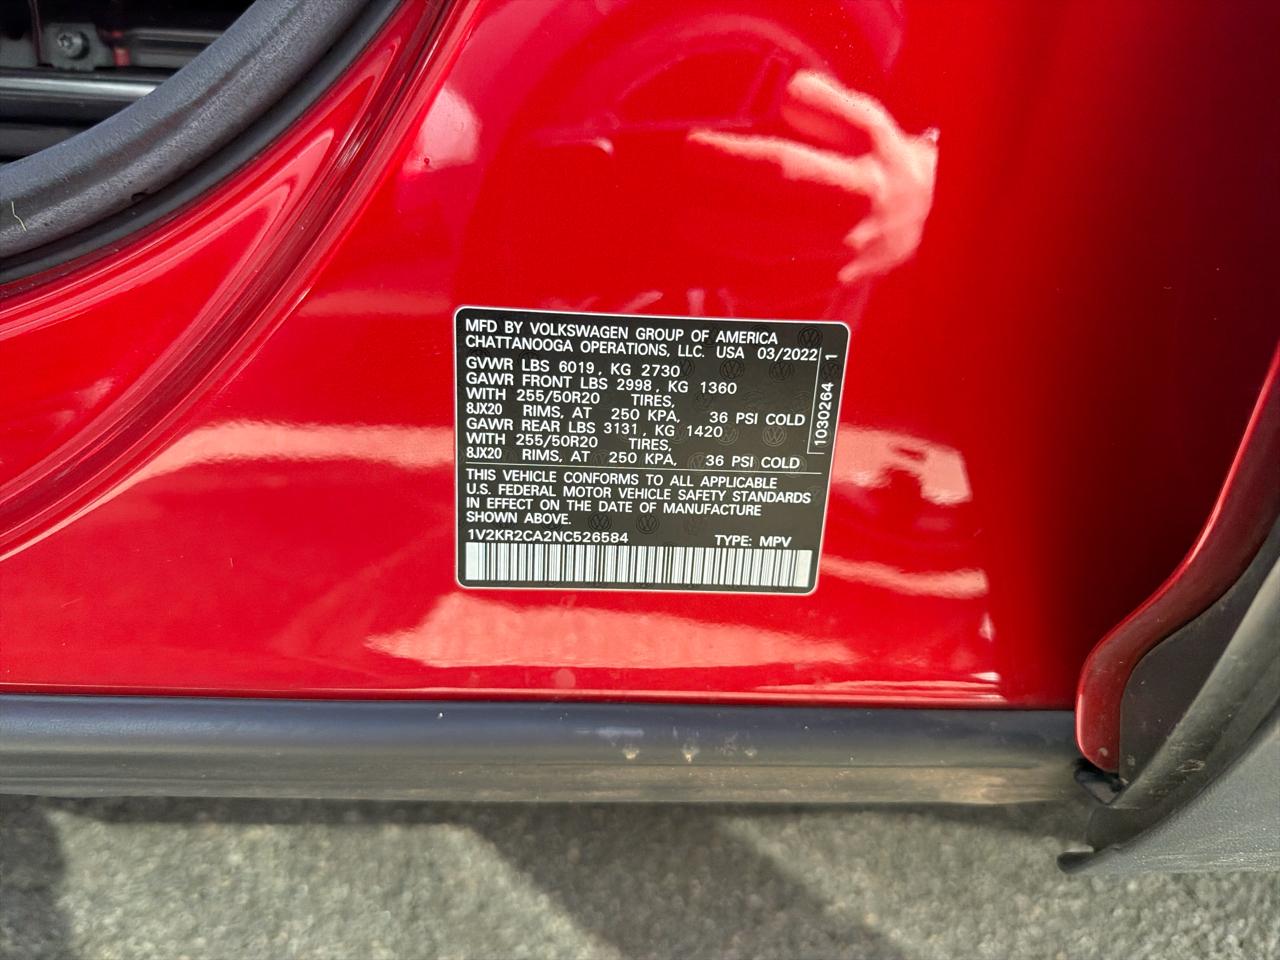 MFD BY VOLKSWAGEN GROUP OF AMERICA
CHATTANOOGA OPERATIONS, LLC. USA 03/2022
GVWR LBS 6019, KG 2730
GAWR FRONT LBS 2998, KG 1360
WITH 255/50R20 TIRES,
8JX20 RIMS, AT 250 KPA, 36 PSI COLD
GAWR REAR LBS 3131, KG 1420
WITH 255/50R20 TIRES,
8JX20 RIMS, AT 250 KPA, 36 PSI COLD
1030264 1
THIS VEHICLE CONFORMS TO ALL APPLICABLE
U.S. FEDERAL MOTOR VEHICLE SAFETY STANDARDS
IN EFFECT ON THE DATE OF MANUFACTURE
SHOWN ABOVE.
1V2KR2CA2NC526584 TYPE: MPV